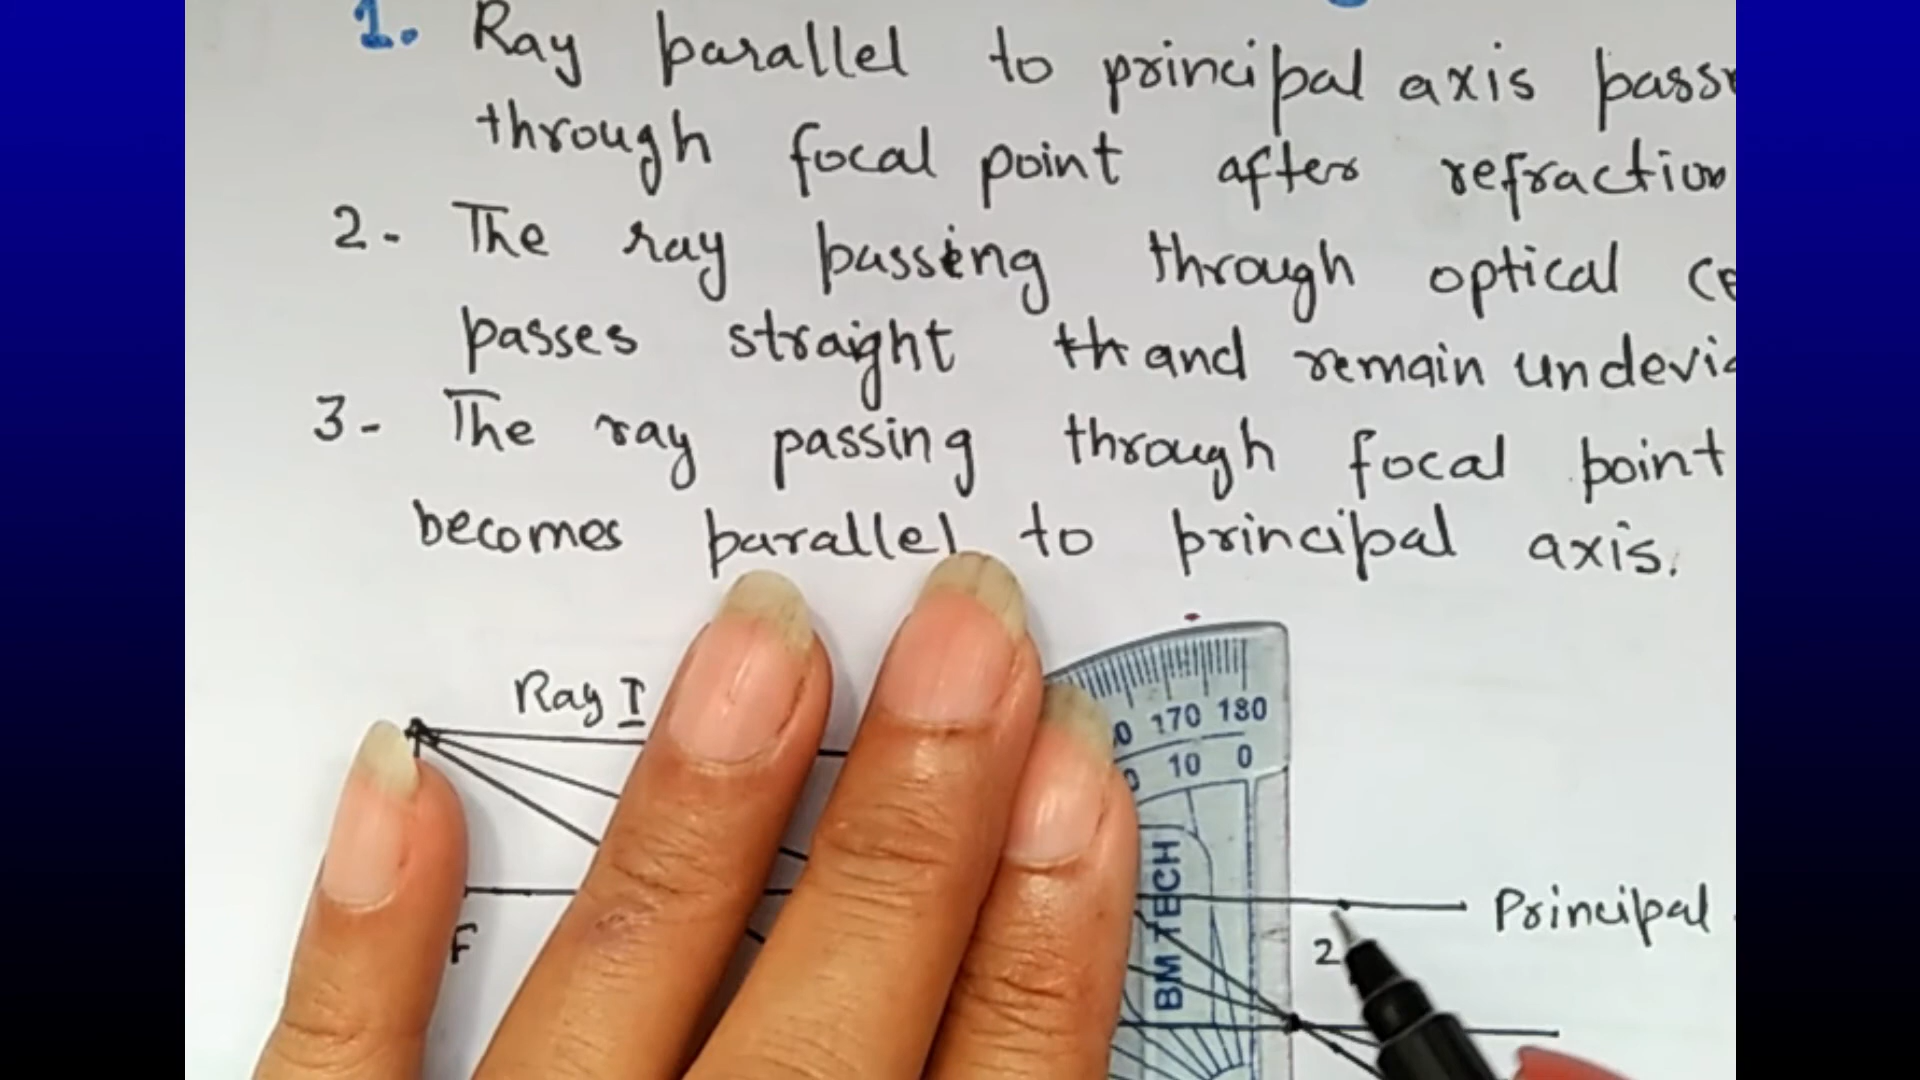 1. Ray parallel to principal axis
through focal point after refraction
2- The ray passing through optical
passes straight th and remain
3- The ray passing through focal point
becomes parallel to principal axis.
Ray I
170 180
10 0
BM TECH
Principal
F
2